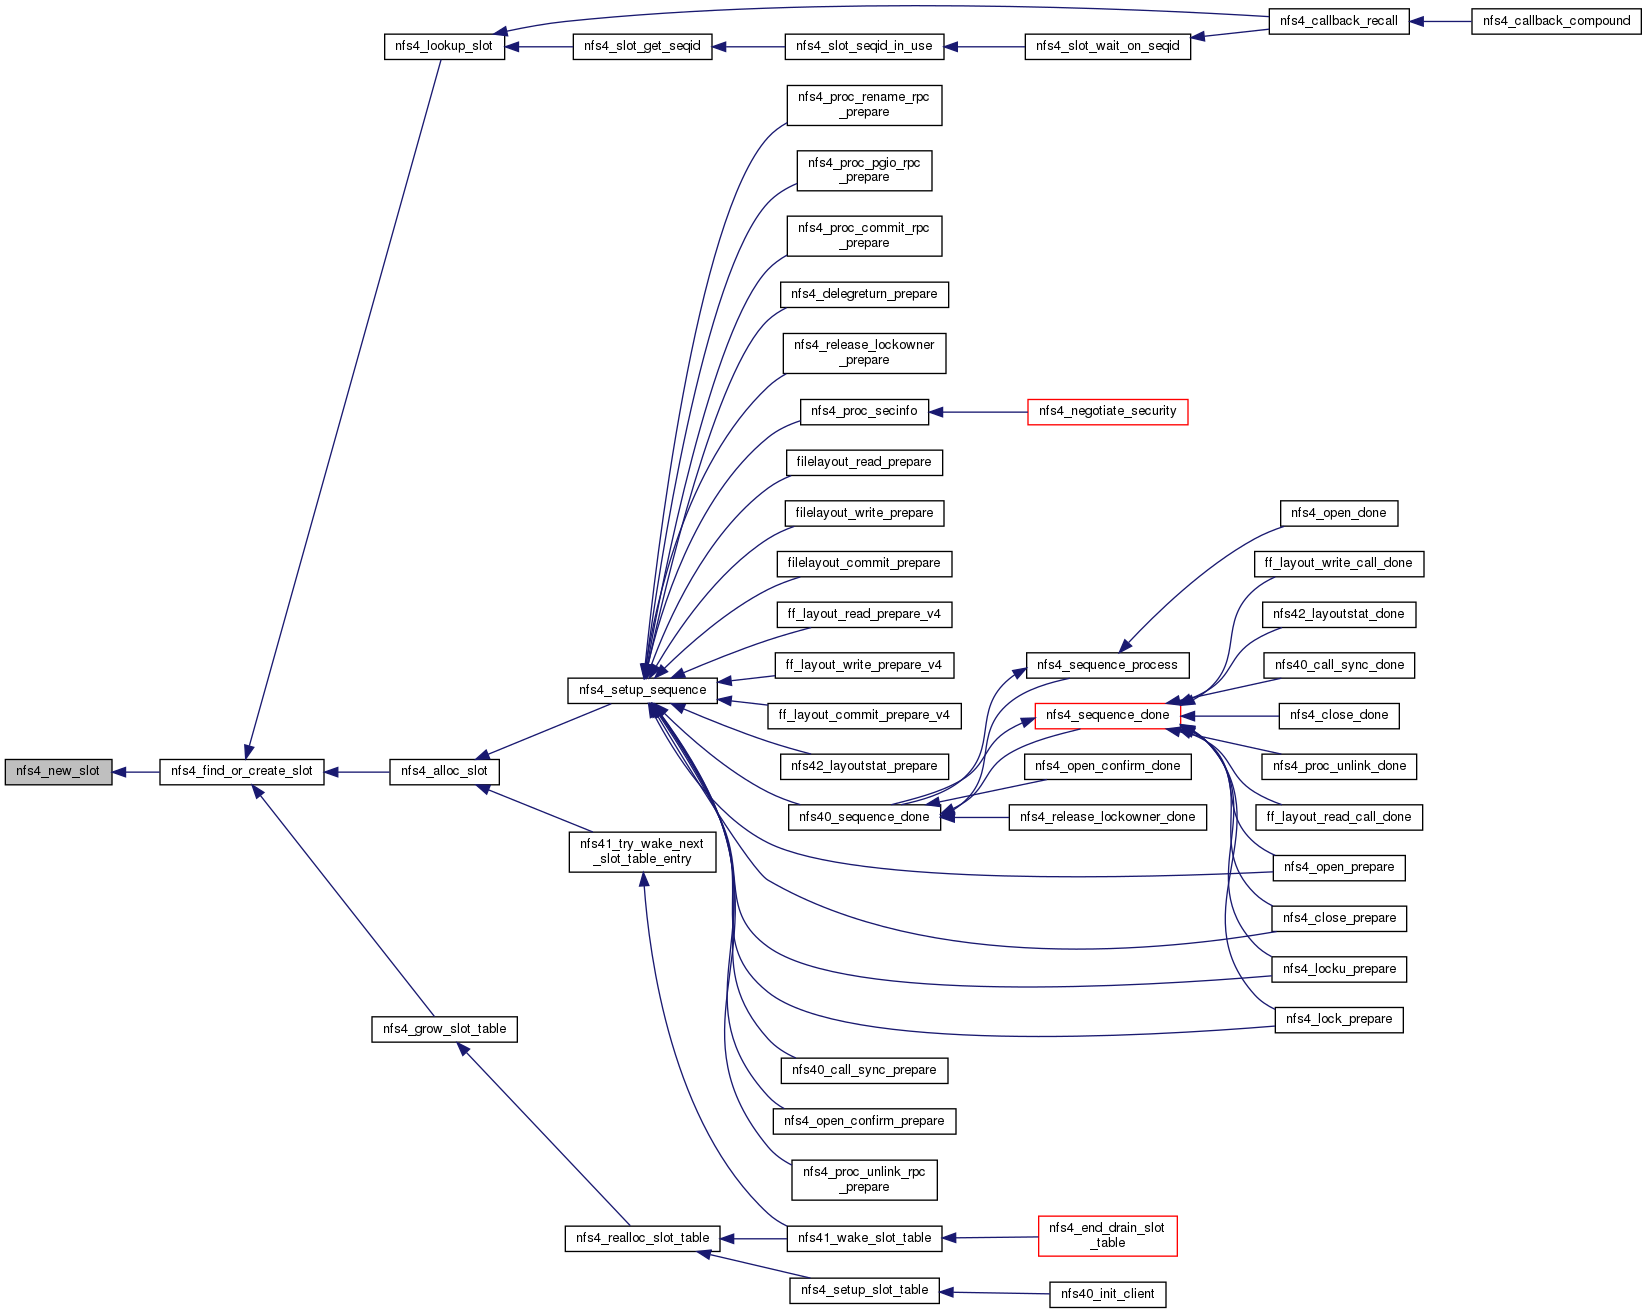 nfs4_lookup_slot
nfs4_slot_get_seqid
nfs4_slot_seqid_in_use
nfs4_slot_wait_on_seqid
nfs4_callback_recall
nfs4_callback_compound
nfs4_proc_rename_rpc
_prepare
nfs4_proc_pgio_rpc
_prepare
nfs4_proc_commit_rpc
_prepare
nfs4_delegreturn_prepare
nfs4_release_lockowner
_prepare
nfs4_proc_secinfo
nfs4_negotiate_security
filelayout_read_prepare
filelayout_write_prepare
nfs4_open_done
filelayout_commit_prepare
ff_layout_write_call_done
ff_layout_read_prepare_v4
nfs42_layoutstat_done
ff_layout_write_prepare_v4
nfs4_sequence_process
nfs40_call_sync_done
nfs4_setup_sequence
ff_layout_commit_prepare_v4
nfs4_sequence_done
nfs4_close_done
nfs4_new_slot
nfs4_find_or_create_slot
nfs4_alloc_slot
nfs42_layoutstat_prepare
nfs4_open_confirm_done
nfs4_proc_unlink_done
nfs40_sequence_done
nfs4_release_lockowner_done
ff_layout_read_call_done
nfs41_try_wake_next
_slot_table_entry
nfs4_open_prepare
nfs4_close_prepare
nfs4_locku_prepare
nfs4_grow_slot_table
nfs4_lock_prepare
nfs40_call_sync_prepare
nfs4_open_confirm_prepare
nfs4_proc_unlink_rpc
_prepare
nfs4_realloc_slot_table
nfs41_wake_slot_table
nfs4_end_drain_slot
_table
nfs4_setup_slot_table
nfs40_init_client